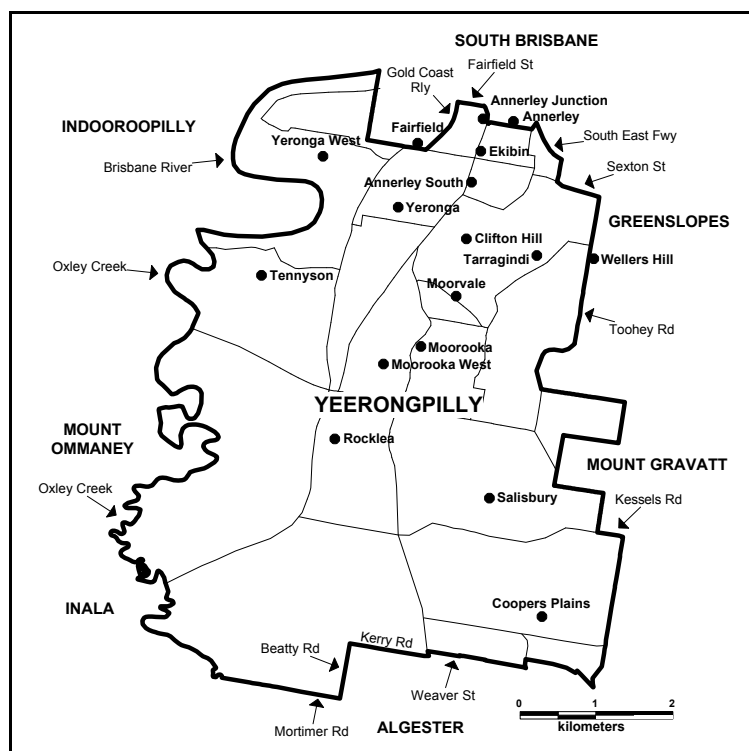 SOUTH BRISBANE
Fairfield St
Gold Coast
Rly
Annerley Junction
Annerley
INDOOROOPILLY
Fairfield
South East Fwy
Yeronga West
Ekibin
Brisbane River
Sexton St
Annerley South
Yeronga
GREENSLOPES
Clifton Hill
Tarragindi
Wellers Hill
Oxley Creek
Tennyson
Moorvale
Toohey Rd
Moorooka
Moorooka West
YEERONGPILLY
MOUNT
OMMANEY
Rocklea
MOUNT GRAVATT
Oxley Creek
Salisbury
Kessels Rd
INALA
Coopers Plains
Beatty Rd
Kerry Rd
Weaver St
Mortimer Rd
ALGESTER
0 1 2
kilometers